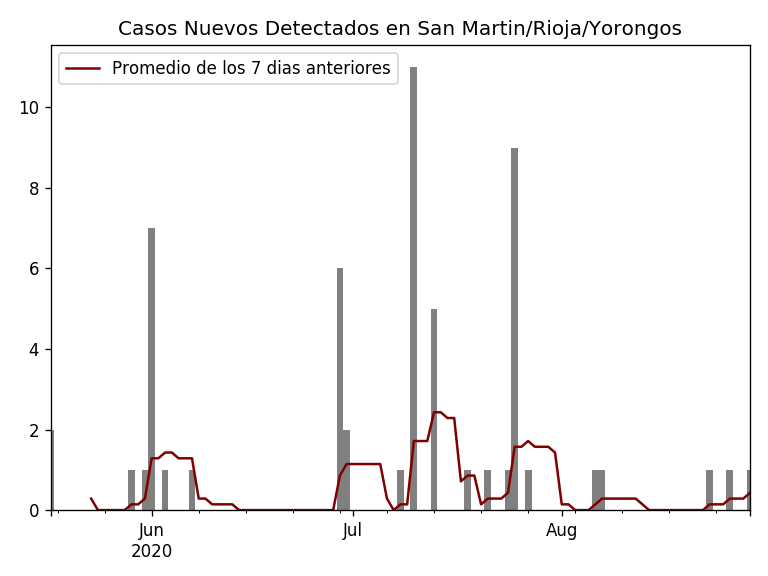 Casos Nuevos Detectados en San Martin/Rioja/Yorongos
Promedio de los 7 dias anteriores
10
8
6
4
2
0
Jun
2020
Jul
Aug